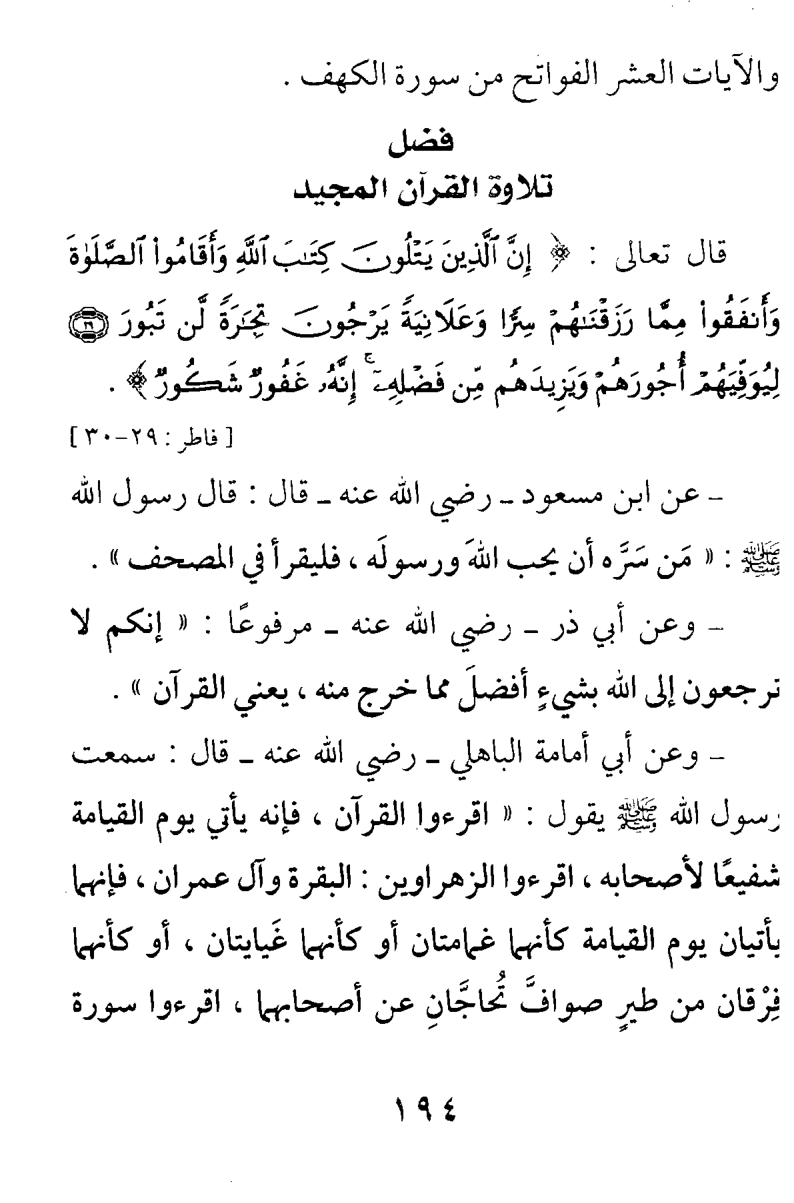 والآيات العشر الفواتح من سورة الكهف .
فضل
تلاوة القرآن المجيد
قال تعالى : ﴿ إِنَّ ٱلَّذِينَ يَتْلُونَ كِتَٰبَ ٱللَّهِ وَأَقَامُوا۟ ٱلصَّلَوٰةَ
وَأَنفَقُوا۟ مِمَّا رَزَقْنَٰهُمْ سِرًّا وَعَلَانِيَةً يَرْجُونَ تِجَٰرَةً لَّن تَبُورَ ٢٩
لِيُوَفِّيَهُمْ أُجُورَهُمْ وَيَزِيدَهُم مِّن فَضْلِهِۦٓ ۚ إِنَّهُۥ غَفُورٌ شَكُورٌ ﴾ .
[ فاطر : ٢٩-٣٠ ]
- عن ابن مسعود - رضي الله عنه - قال : قال رسول الله
ﷺ : « مَن سَرَّه أن يحب اللهَ ورسولَه ، فليقرأ في المصحف » .
- وعن أبي ذر - رضي الله عنه - مرفوعًا : « إنكم لا
ترجعون إلى الله بشيءٍ أفضلَ مما خرج منه ، يعني القرآن » .
- وعن أبي أمامة الباهلي - رضي الله عنه - قال : سمعت
رسول الله ﷺ يقول : « اقرءوا القرآن ، فإنه يأتي يوم القيامة
شفيعًا لأصحابه ، اقرءوا الزهراوين : البقرة وآل عمران ، فإنهما
يأتيان يوم القيامة كأنهما غمامتان أو كأنهما غَيايتان ، أو كأنهما
فِرْقان من طيرٍ صوافَّ تُحاجَّانِ عن أصحابهما ، اقرءوا سورة
١٩٤